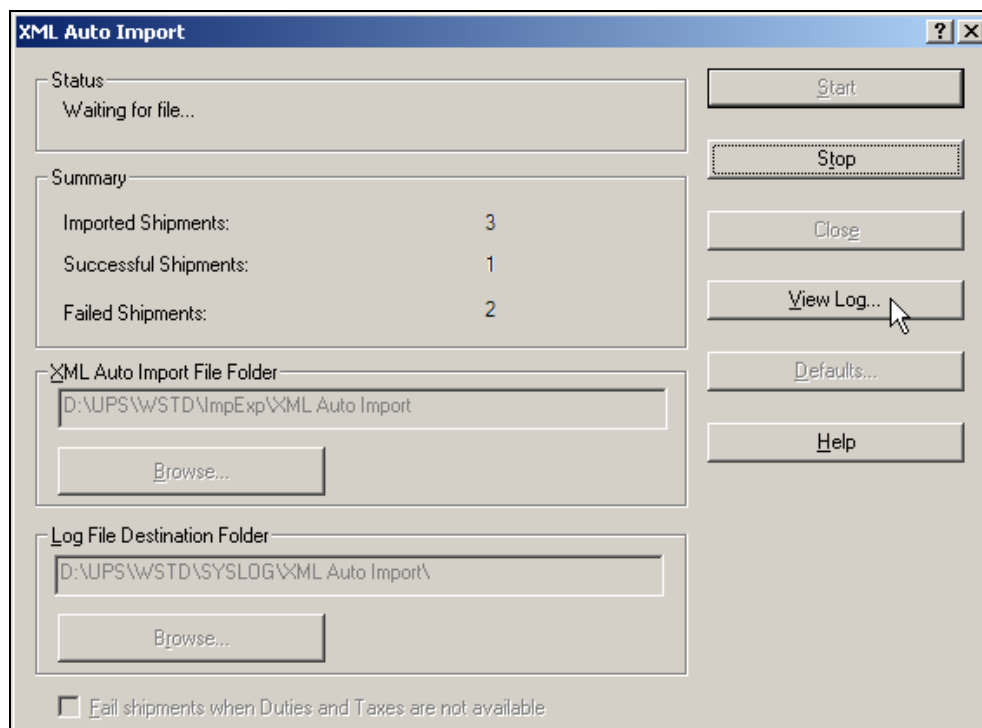 XML Auto Import
Status
Waiting for file...
Start
Stop
Summary
Imported Shipments: 3
Successful Shipments: 1
Failed Shipments: 2
Close
View Log...
Defaults...
Help
XML Auto Import File Folder
D:\UPS\WSTD\ImpExp\XML Auto Import
Browse...
Log File Destination Folder
D:\UPS\WSTD\SYSLOG\XML Auto Import\
Browse...
Fail shipments when Duties and Taxes are not available